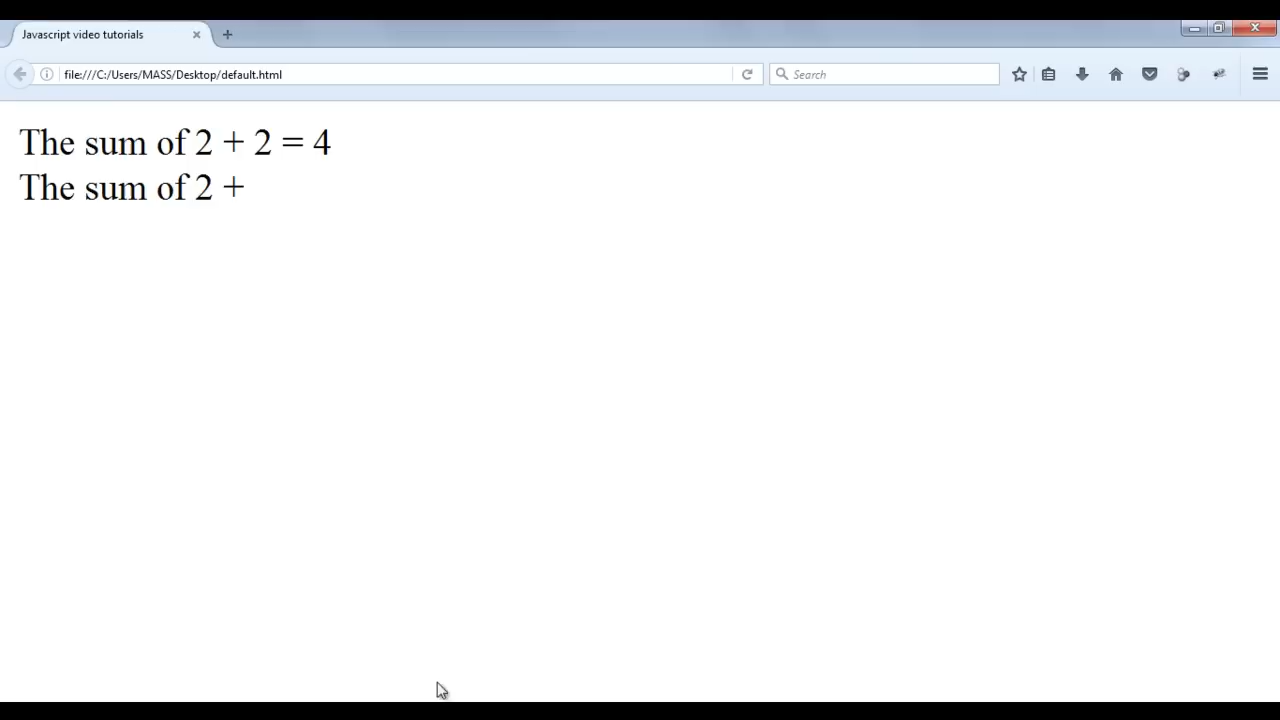 Javascript video tutorials
file:///C:/Users/MASS/Desktop/default.html
Search
The sum of 2 + 2 = 4
The sum of 2 +